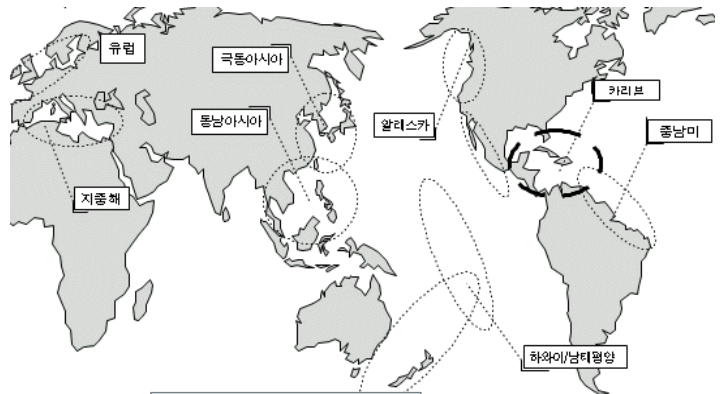 유럽
극동아시아
카리브
동남아시아
알레스카
중남미
지중해
하와이/남태평양